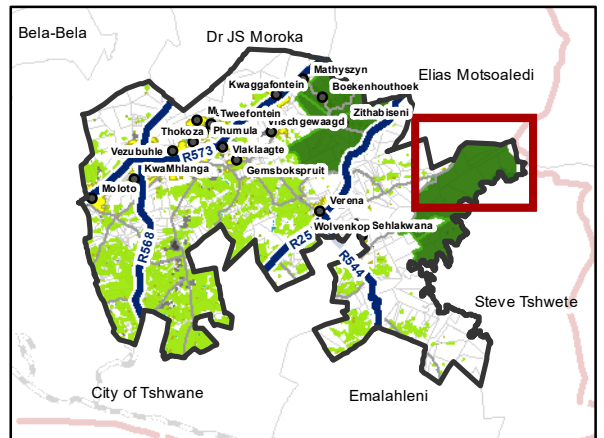 Bela-Bela
Dr JS Moroka
Elias Motsoaledi
Mathyszyn
Kwaggafontein
Boekenhouthoek
Zithabiseni
Tweefontein
Vrischgewaagd
Thokoza
Phumula
R573
Vezubuhle
Vlaklaagte
KwaMhlanga
Gemsbokspruit
Moloto
Verena
Wolvenkop
Sehlakwana
R568
R25
R544
Steve Tshwete
City of Tshwane
Emalahleni